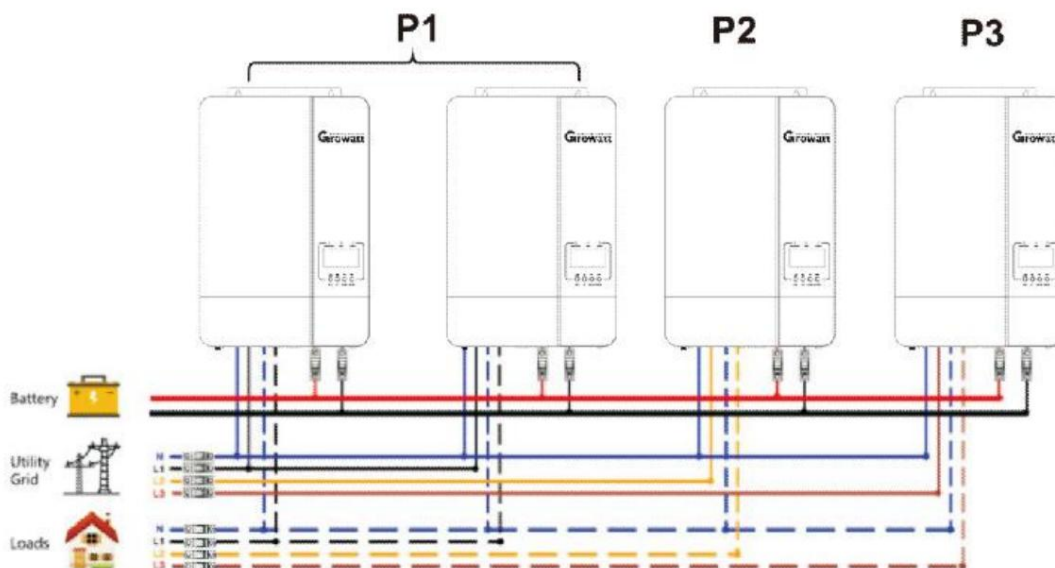 P1
P2
P3
Growatt
Growatt
Growatt
Growatt
Battery
Utility
Grid
N
L1
L2
L3
Loads
N
L1
L2
L3